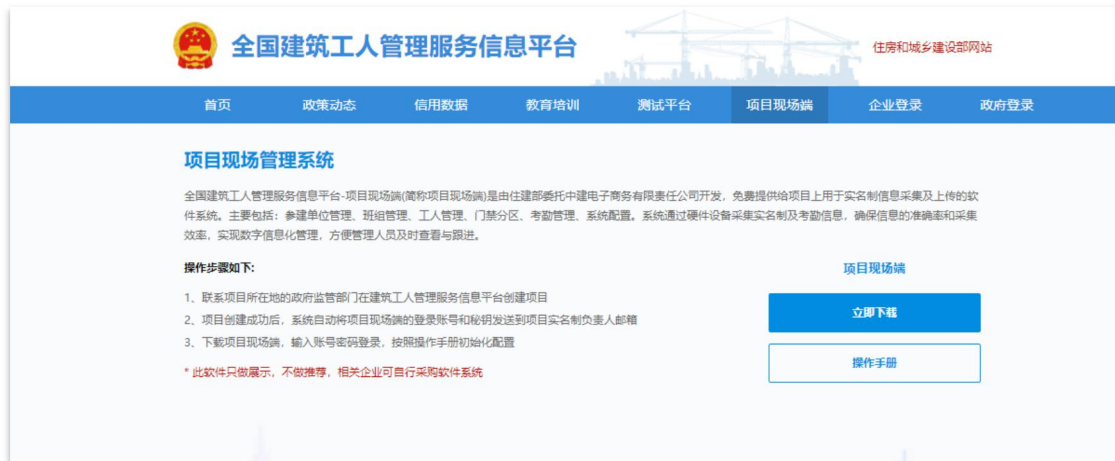 全国建筑工人管理服务信息平台
住房和城乡建设部网站
首页 政策动态 信用数据 教育培训 测试平台 项目现场端 企业登录 政府登录
项目现场管理系统
全国建筑工人管理服务信息平台-项目现场端(简称项目现场端)是由住建部委托中建电子商务有限责任公司开发，免费提供给项目上用于实名制信息采集及上传的软
件系统。主要包括：参建单位管理、班组管理、工人管理、门禁分区、考勤管理、系统配置。系统通过硬件设备采集实名制及考勤信息，确保信息的准确率和采集
效率，实现数字信息化管理，方便管理人员及时查看与跟进。
操作步骤如下:
1、联系项目所在地的政府监管部门在建筑工人管理服务信息平台创建项目
2、项目创建成功后，系统自动将项目现场端的登录账号和秘钥发送到项目实名制负责人邮箱
3、下载项目现场端，输入账号密码登录，按照操作手册初始化配置
* 此软件只做展示，不做推荐，相关企业可自行采购软件系统
项目现场端
立即下载
操作手册